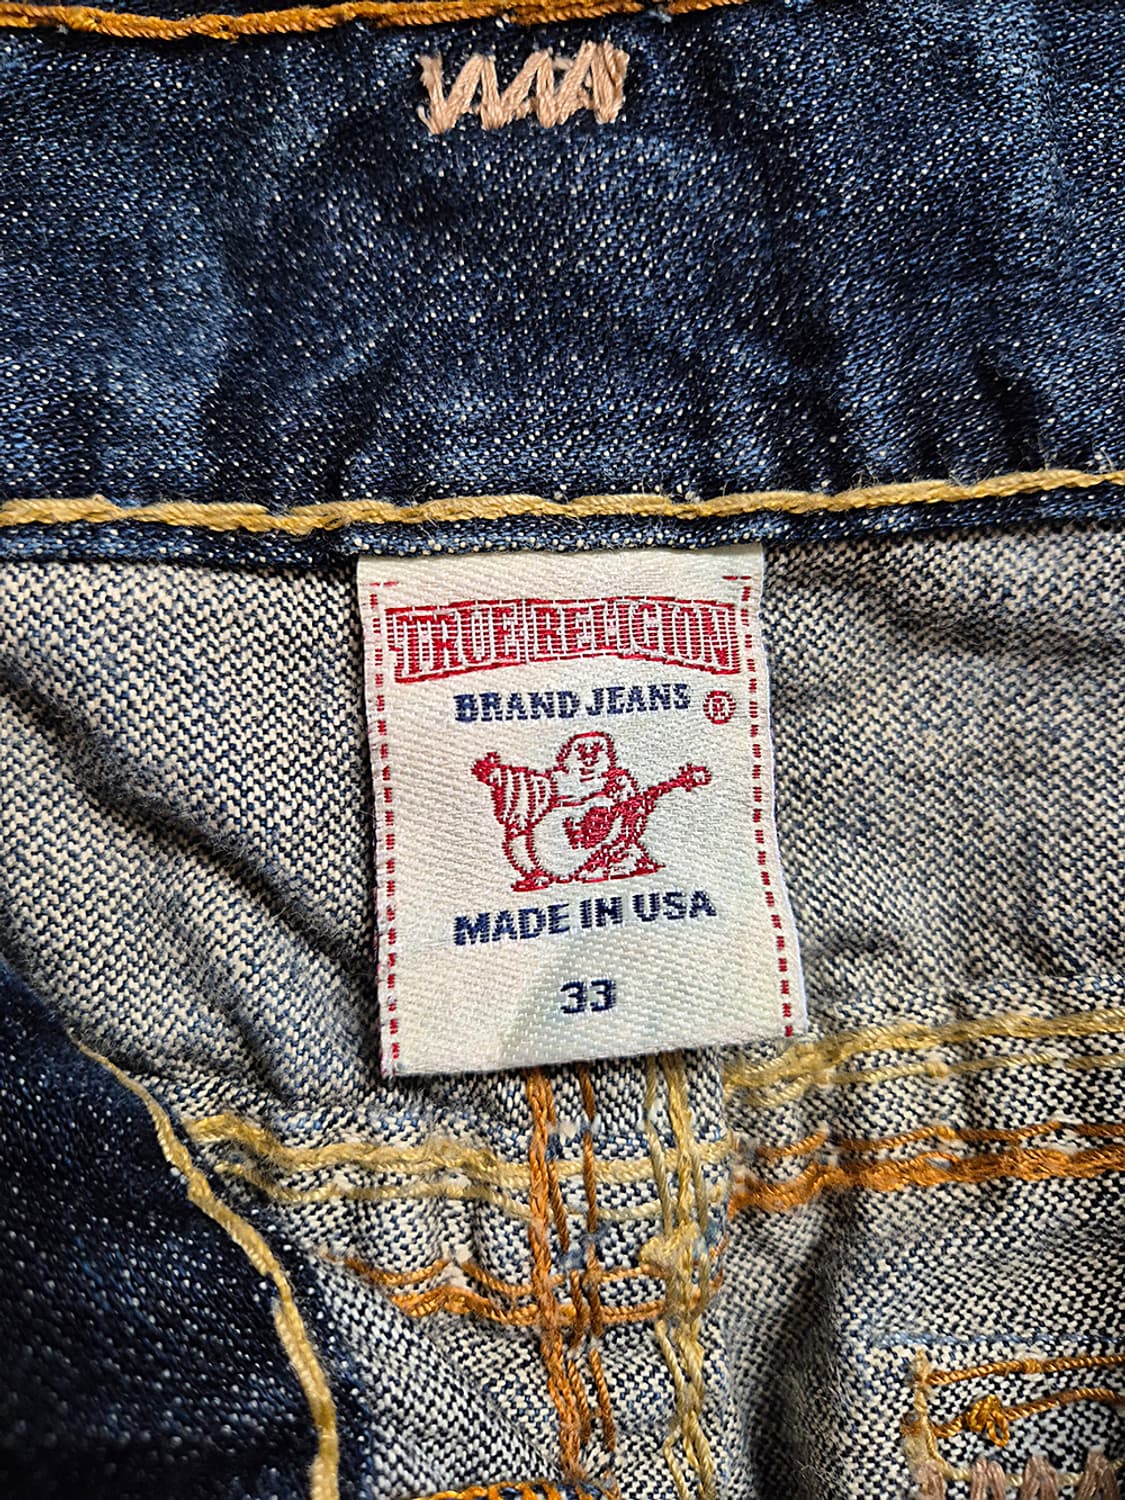 TRUE RELIGION
BRAND JEANS ®
MADE IN USA
33